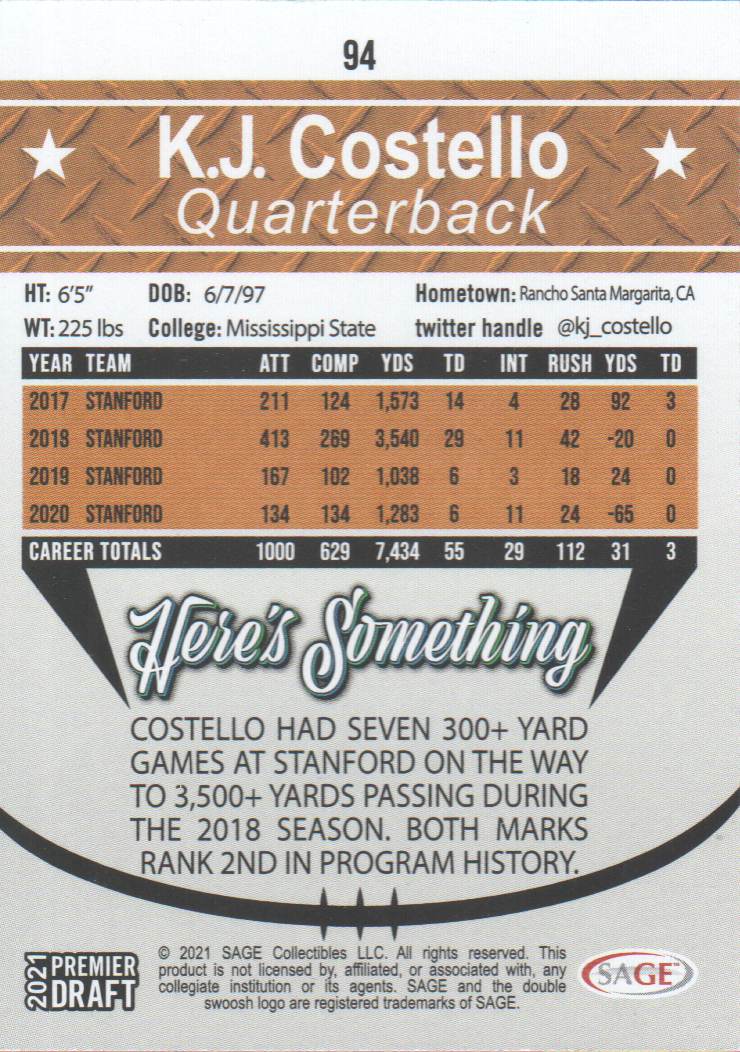 94
K.J. Costello
Quarterback
HT: 6'5" DOB: 6/7/97 Hometown: Rancho Santa Margarita, CA
WT: 225 lbs College: Mississippi State twitter handle @kj_costello
YEAR TEAM ATT COMP YDS TD INT RUSH YDS TD
2017 STANFORD 211 124 1,573 14 4 28 92 3
2018 STANFORD 413 269 3,540 29 11 42 -20 0
2019 STANFORD 167 102 1,038 6 3 18 24 0
2020 STANFORD 134 134 1,283 6 11 24 -65 0
CAREER TOTALS 1000 629 7,434 55 29 112 31 3
Here's Something
COSTELLO HAD SEVEN 300+ YARD
GAMES AT STANFORD ON THE WAY
TO 3,500+ YARDS PASSING DURING
THE 2018 SEASON. BOTH MARKS
RANK 2ND IN PROGRAM HISTORY.
2021 PREMIER
DRAFT
© 2021 SAGE Collectibles LLC. All rights reserved. This
product is not licensed by, affiliated, or associated with, any
collegiate institution or its agents. SAGE and the double
swoosh logo are registered trademarks of SAGE.
SAGE™